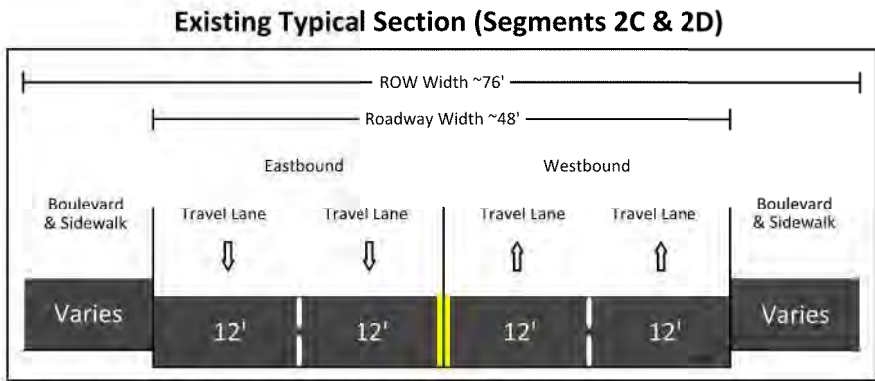 Existing Typical Section (Segments 2C & 2D)
ROW Width ~76'
Roadway Width ~48'
Eastbound
Westbound
Boulevard
& Sidewalk
Travel Lane
Travel Lane
Travel Lane
Travel Lane
Boulevard
& Sidewalk
Varies
12'
12'
12'
12'
Varies